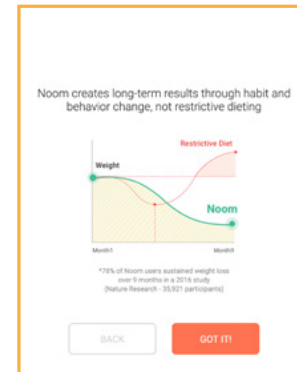 Noom creates long-term results through habit and
behavior change, not restrictive dieting
Restrictive Diet
Weight
Noom
Month1
Month9
*78% of Noom users sustained weight loss
over 9 months in a 2016 study
(Nature Research - 35,921 participants)
BACK
GOT IT!